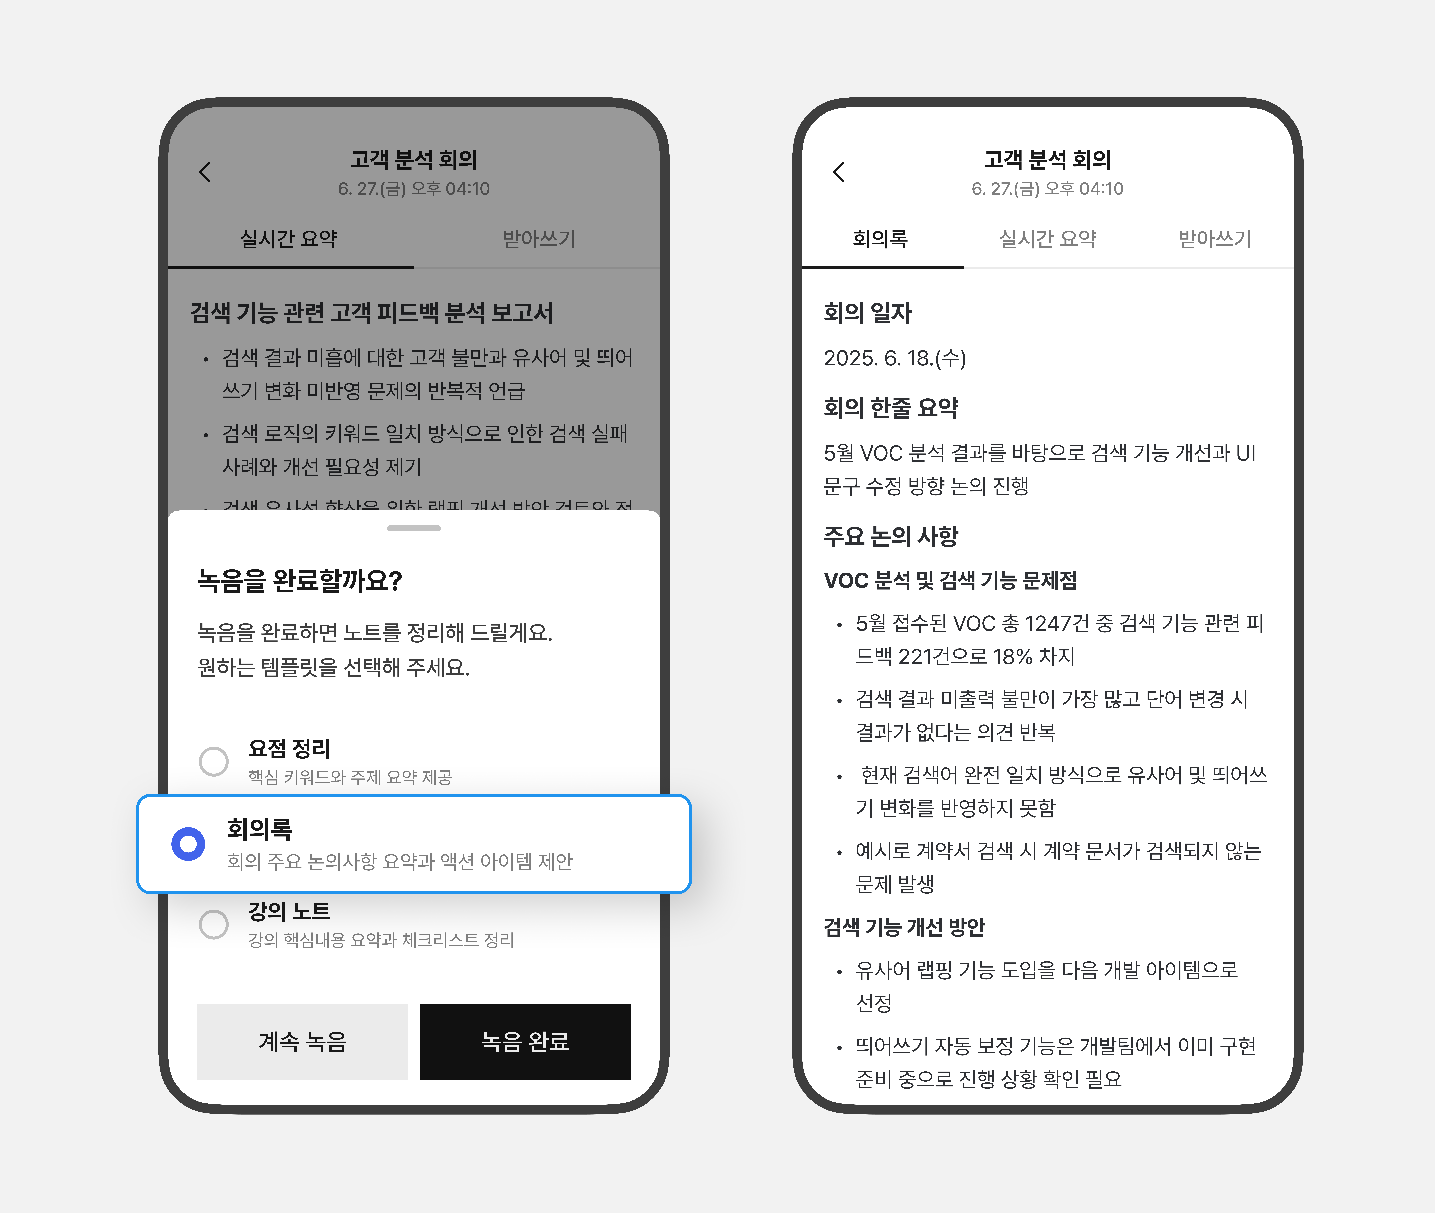 고객 분석 회의
6. 27.(금) 오후 04:10
실시간 요약
받아쓰기
검색 기능 관련 고객 피드백 분석 보고서
• 검색 결과 미흡에 대한 고객 불만과 유사어 및 띄어
쓰기 변화 미반영 문제의 반복적 언급
• 검색 로직의 키워드 일치 방식으로 인한 검색 실패
사례와 개선 필요성 제기
• 검색 유사성 향상을 위한 랩핑 개선 방안 검토와 적
녹음을 완료할까요?
녹음을 완료하면 노트를 정리해 드릴게요.
원하는 템플릿을 선택해 주세요.
요점 정리
핵심 키워드와 주제 요약 제공
회의록
회의 주요 논의사항 요약과 액션 아이템 제안
강의 노트
강의 핵심내용 요약과 체크리스트 정리
계속 녹음
녹음 완료
고객 분석 회의
6. 27.(금) 오후 04:10
회의록
실시간 요약
받아쓰기
회의 일자
2025. 6. 18.(수)
회의 한줄 요약
5월 VOC 분석 결과를 바탕으로 검색 기능 개선과 UI
문구 수정 방향 논의 진행
주요 논의 사항
VOC 분석 및 검색 기능 문제점
• 5월 접수된 VOC 총 1247건 중 검색 기능 관련 피
드백 221건으로 18% 차지
• 검색 결과 미출력 불만이 가장 많고 단어 변경 시
결과가 없다는 의견 반복
• 현재 검색어 완전 일치 방식으로 유사어 및 띄어쓰
기 변화를 반영하지 못함
• 예시로 계약서 검색 시 계약 문서가 검색되지 않는
문제 발생
검색 기능 개선 방안
• 유사어 랩핑 기능 도입을 다음 개발 아이템으로
선정
• 띄어쓰기 자동 보정 기능은 개발팀에서 이미 구현
준비 중으로 진행 상황 확인 필요